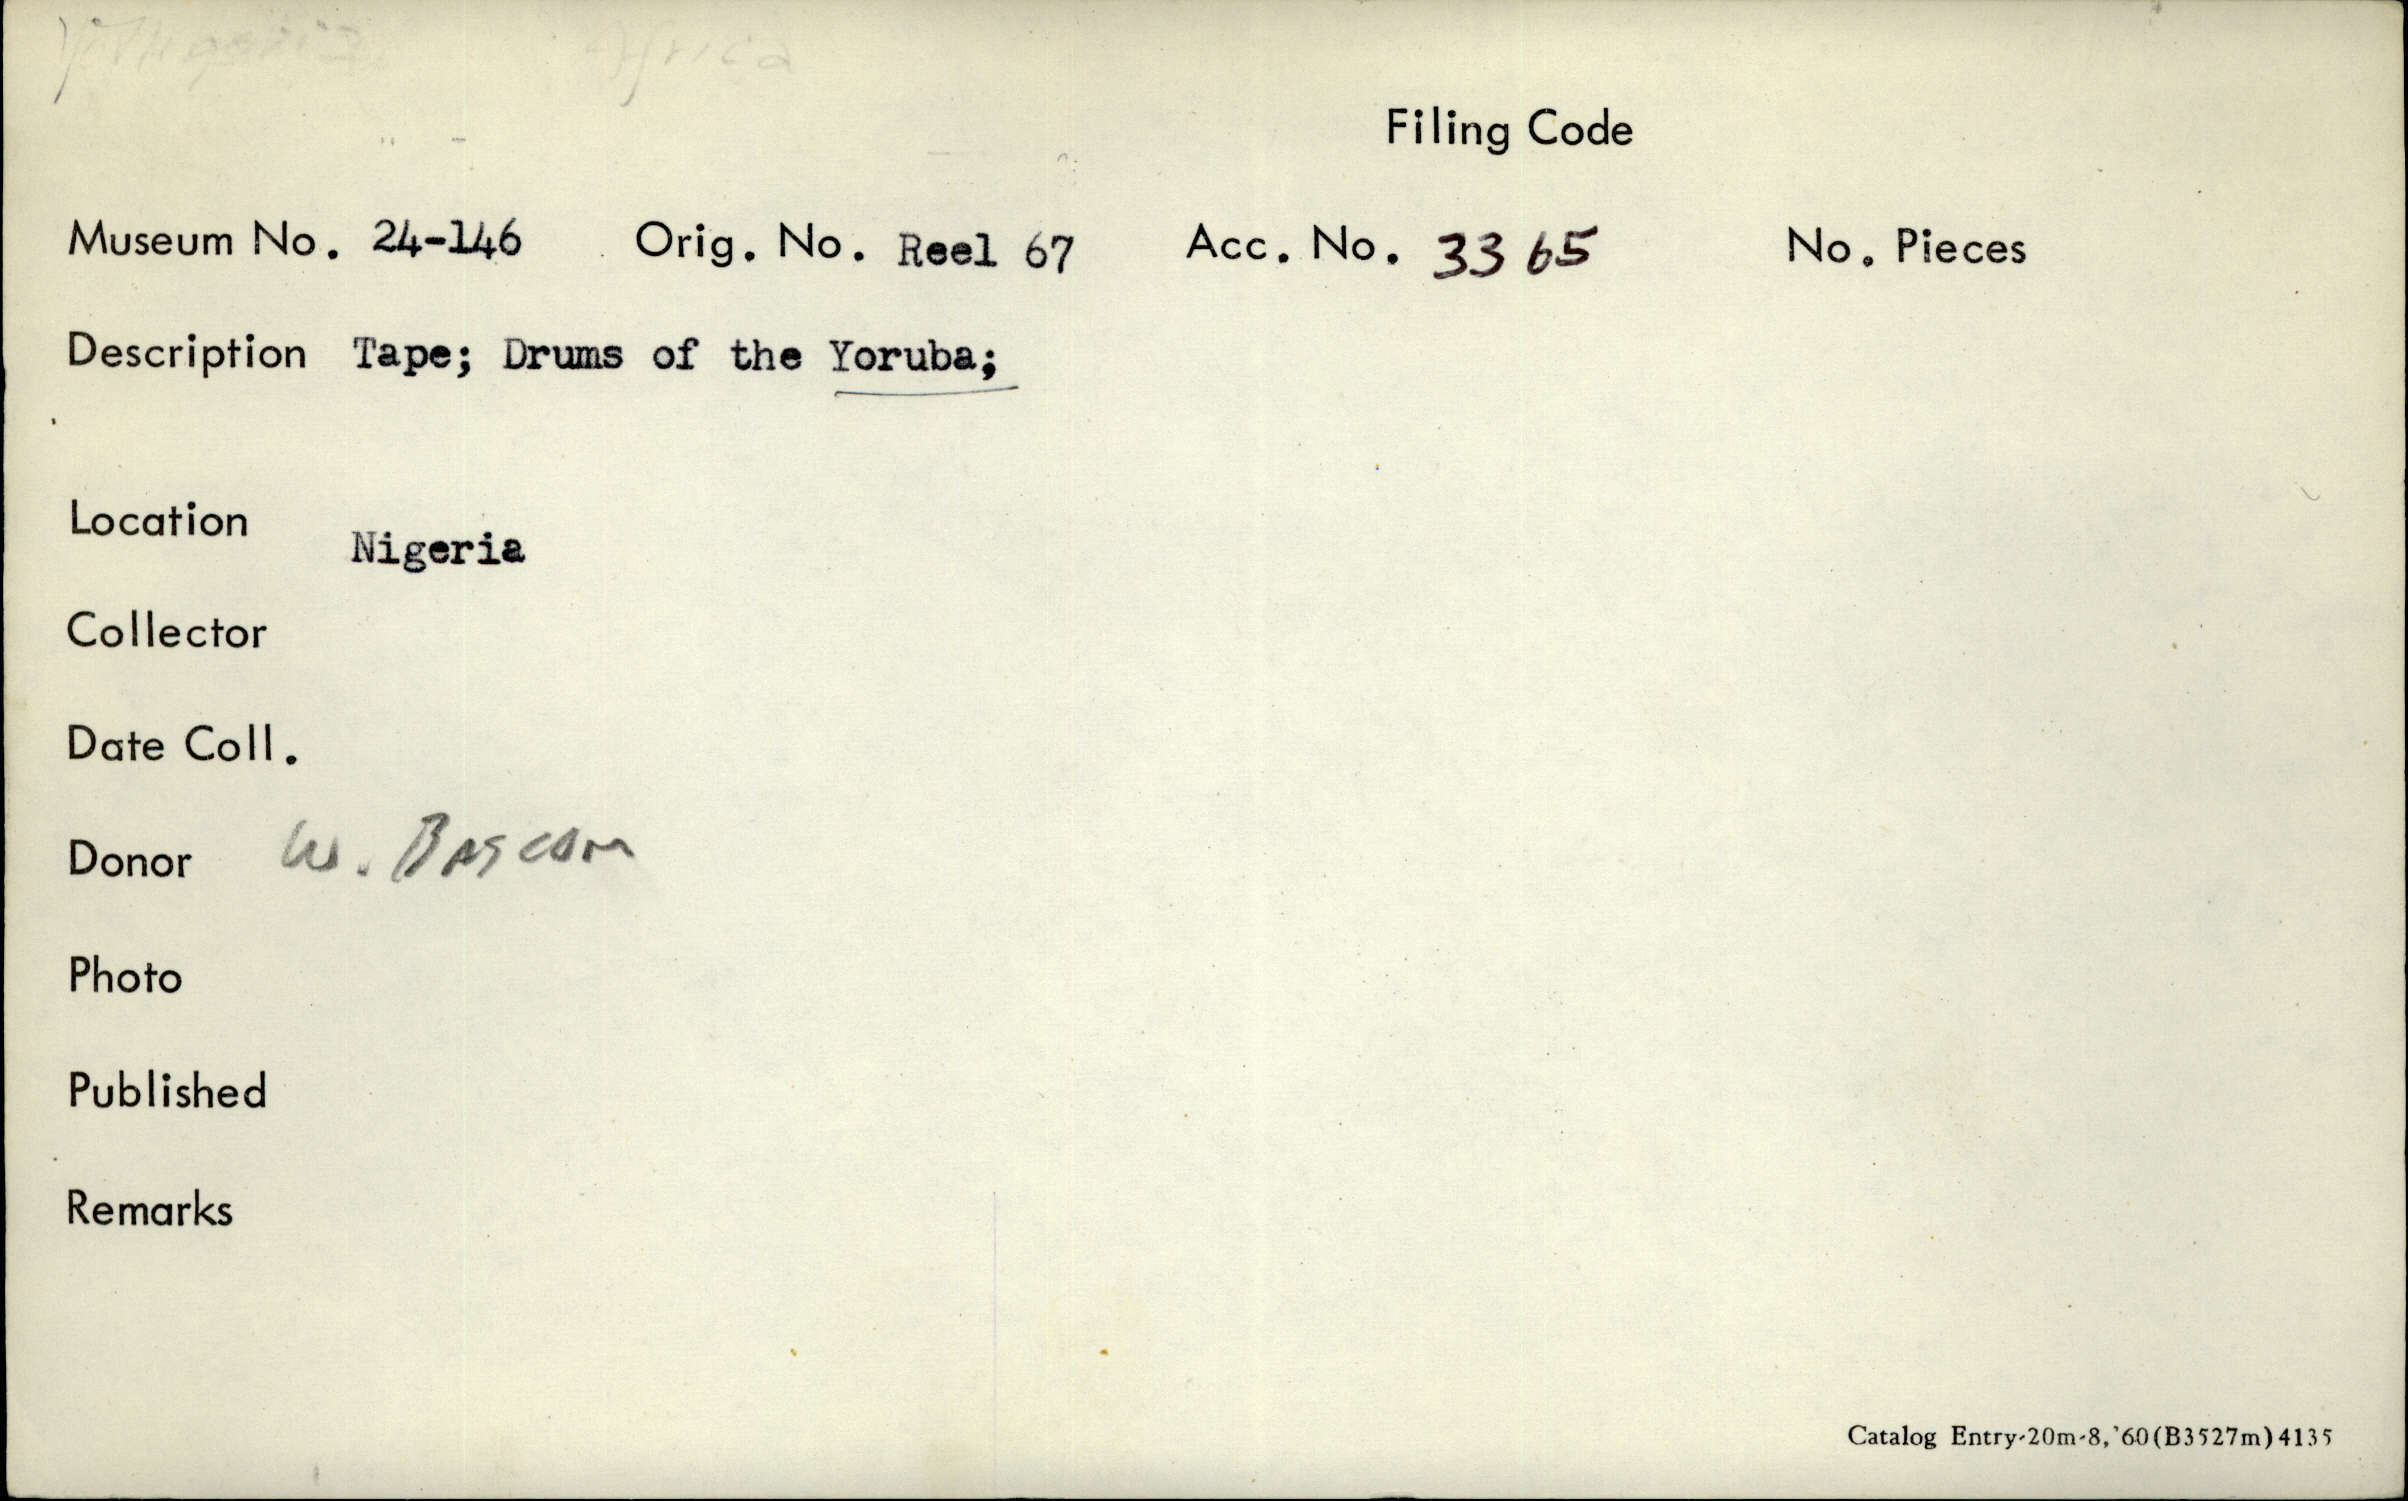 Africa
Filing Code
Museum No. 24-146 Orig. No. Reel 67 Acc. No. 3365 No. Pieces
Description Tape; Drums of the Yoruba;
Location
Nigeria
Collector
Date Coll.
Donor W. Bascom
Photo
Published
Remarks
Catalog Entry-20m-8,'60(B3527m)4135